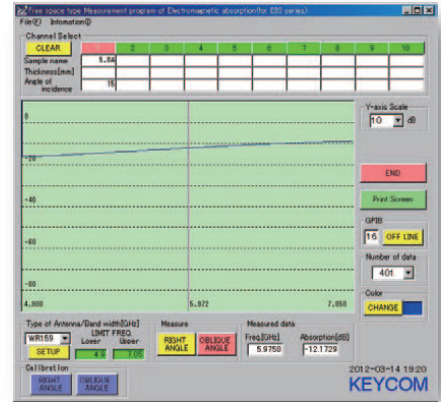 Free space type Measurement program of Electromagnetic absorption(for EES series)
File(F) Infomation(I)
Channel Select
CLEAR 2 3 4 5 6 7 8 9 10
Sample name 5.8A
Thickness[mm]
Angle of incidence 15
Y-axis Scale
10 dB
0
-20
-40
-60
-80
4.900 5.972 7.050
END
Print Screen
GPIB
16 OFF LINE
Number of data
401
Color
CHANGE
Type of Antenna/Band width[GHz]
WR159 LIMIT FREQ. Lower Upper
SETUP 4.9 7.05
Measure
RIGHT ANGLE OBLIQUE ANGLE
Measured data
Freq[GHz] Absorption[dB]
5.9750 -12.1729
Calibration
RIGHT ANGLE OBLIQUE ANGLE
2012-03-14 19:20
KEYCOM